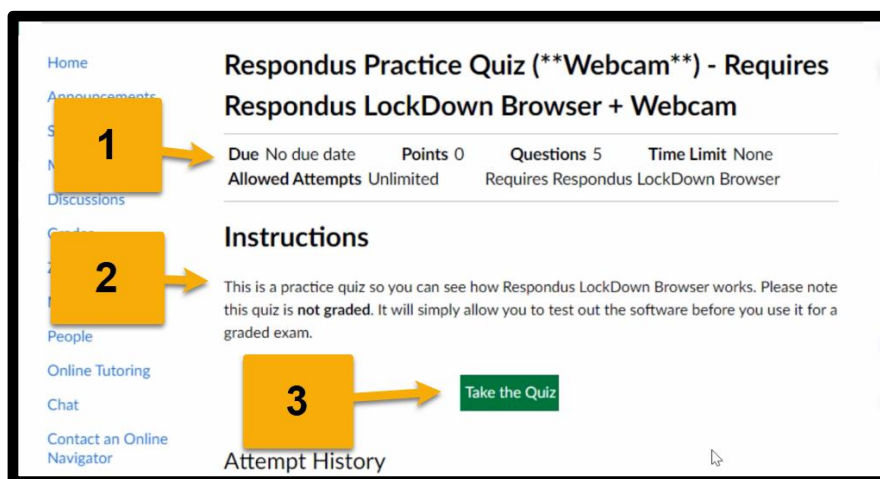 Home
Announcements
Discussions
People
Online Tutoring
Chat
Contact an Online
Navigator
Respondus Practice Quiz (**Webcam**) - Requires
Respondus LockDown Browser + Webcam
1
Due No due date Points 0 Questions 5 Time Limit None
Allowed Attempts Unlimited Requires Respondus LockDown Browser
Instructions
2
This is a practice quiz so you can see how Respondus LockDown Browser works. Please note
this quiz is not graded. It will simply allow you to test out the software before you use it for a
graded exam.
3
Take the Quiz
Attempt History